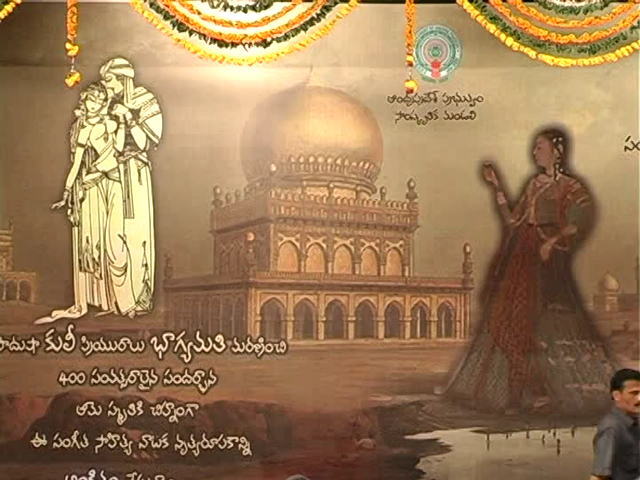 ఆంధ్రప్రదేశ్ ప్రభుత్వం
సాంస్కృతిక మండలి
కులీ ప్రియురాలు భాగ్యమతి మరణించి
400 సంవత్సరాలైన సందర్భాన
ఆమె స్మృతికి చిహ్నంగా
ఈ సంగీత సాహిత్య నాటక నృత్యరూపకాన్ని